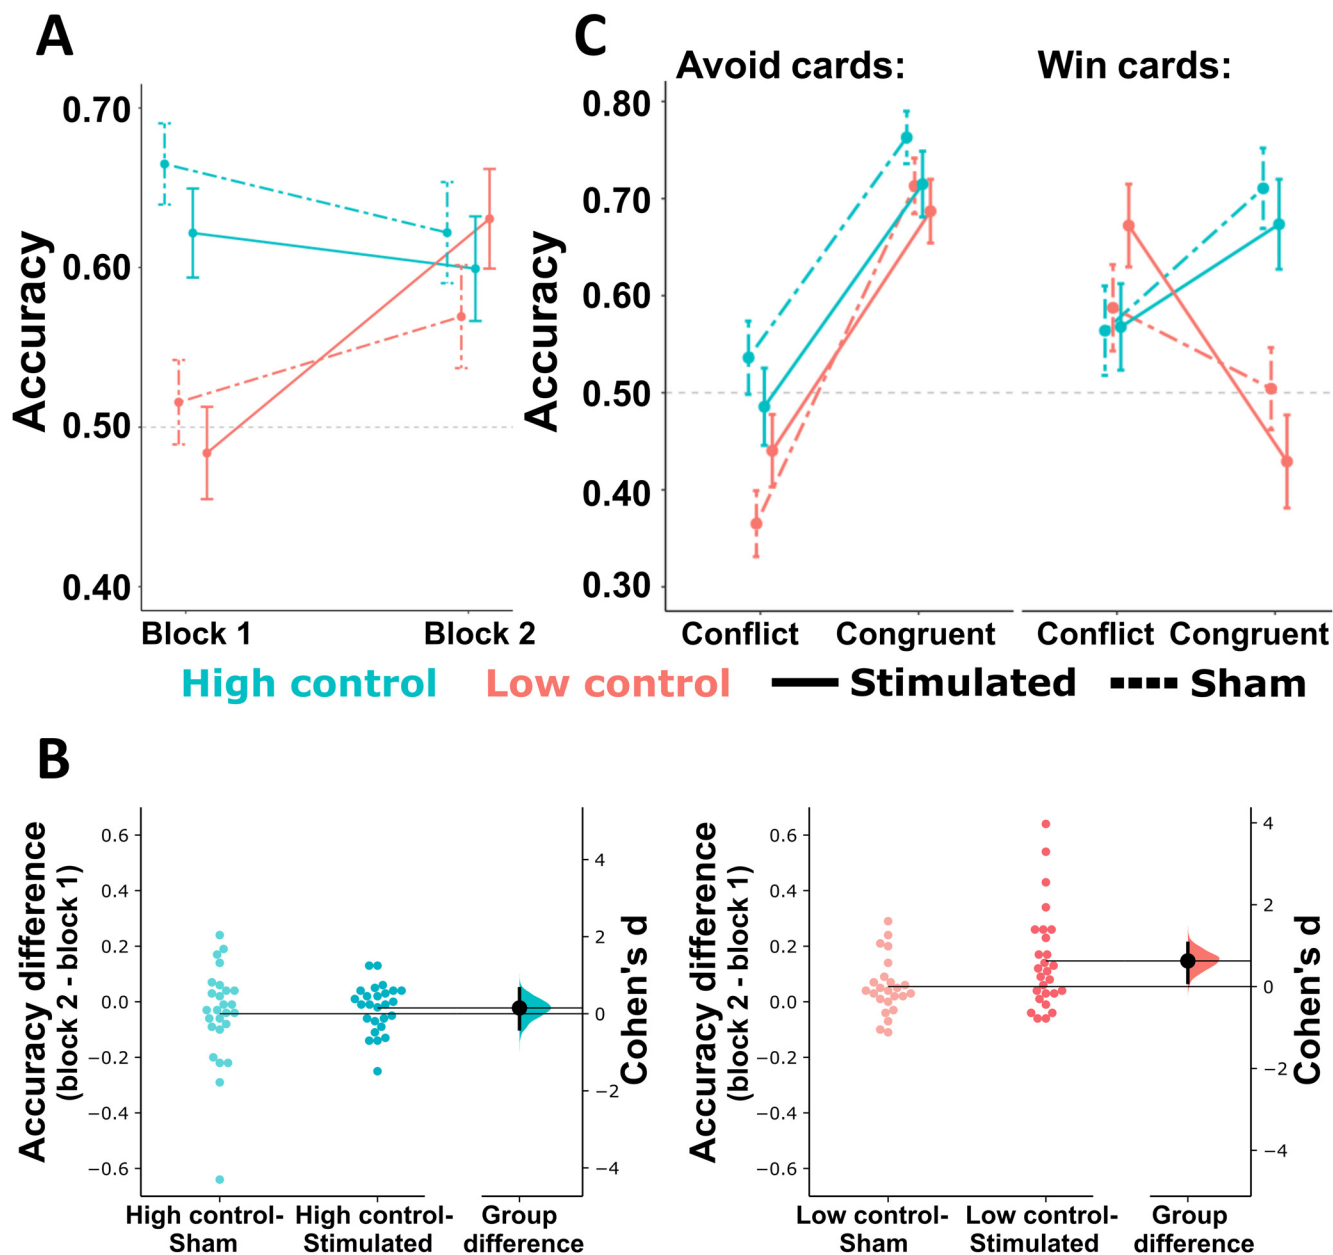 A
Accuracy
0.70
0.60
0.50
0.40
Block 1
Block 2
C
Avoid cards:
Win cards:
Accuracy
0.80
0.70
0.60
0.50
0.40
0.30
Conflict
Congruent
Conflict
Congruent
High control
Low control
Stimulated
Sham
B
Accuracy difference
(block 2 - block 1)
0.6
0.4
0.2
0.0
−0.2
−0.4
−0.6
4
2
0
−2
−4
Cohen's d
High control-
Sham
High control-
Stimulated
Group
difference
Accuracy difference
(block 2 - block 1)
0.6
0.4
0.2
0.0
−0.2
−0.4
−0.6
4
2
0
−2
−4
Cohen's d
Low control-
Sham
Low control-
Stimulated
Group
difference